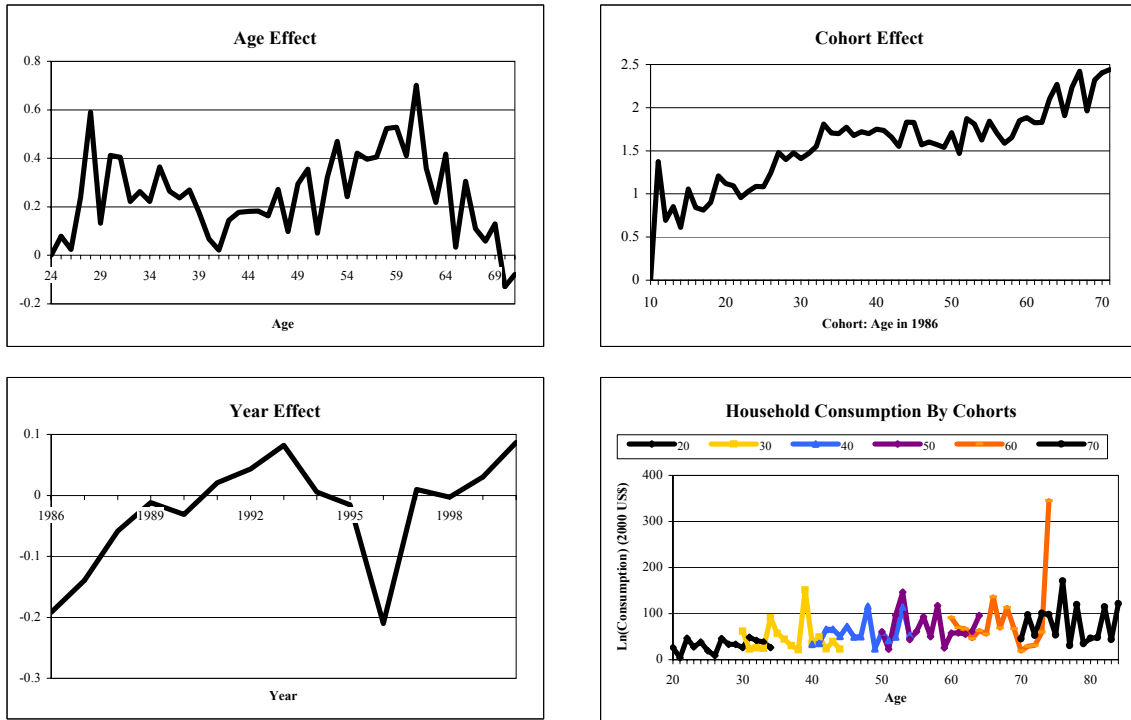 Age Effect
0.8
0.6
0.4
0.2
0
-0.2
24 29 34 39 44 49 54 59 64 69
Age
Cohort Effect
2.5
2
1.5
1
0.5
0
10 20 30 40 50 60 70
Cohort: Age in 1986
Year Effect
0.1
0
-0.1
-0.2
-0.3
1986 1989 1992 1995 1998
Year
Household Consumption By Cohorts
20 30 40 50 60 70
Ln(Consumption) (2000 US$)
400
300
200
100
0
20 30 40 50 60 70 80
Age